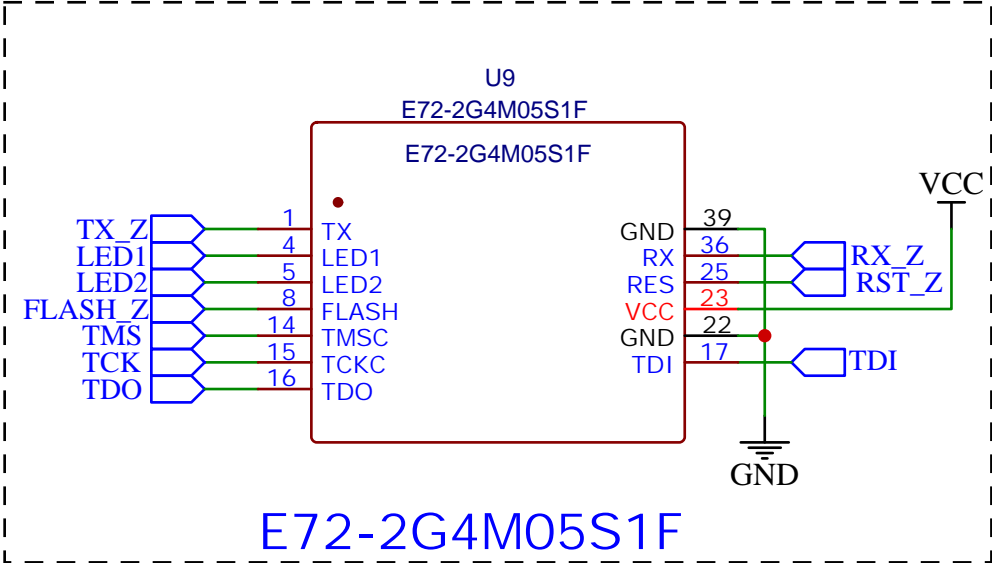 U9
E72-2G4M05S1F
E72-2G4M05S1F
VCC
TX_Z 1 TX GND 39
LED1 4 LED1 RX 36 RX_Z
LED2 5 LED2 RES 25 RST_Z
FLASH_Z 8 FLASH VCC 23
TMS 14 TMSC GND 22
TCK 15 TCKC TDI 17 TDI
TDO 16 TDO
GND
E72-2G4M05S1F